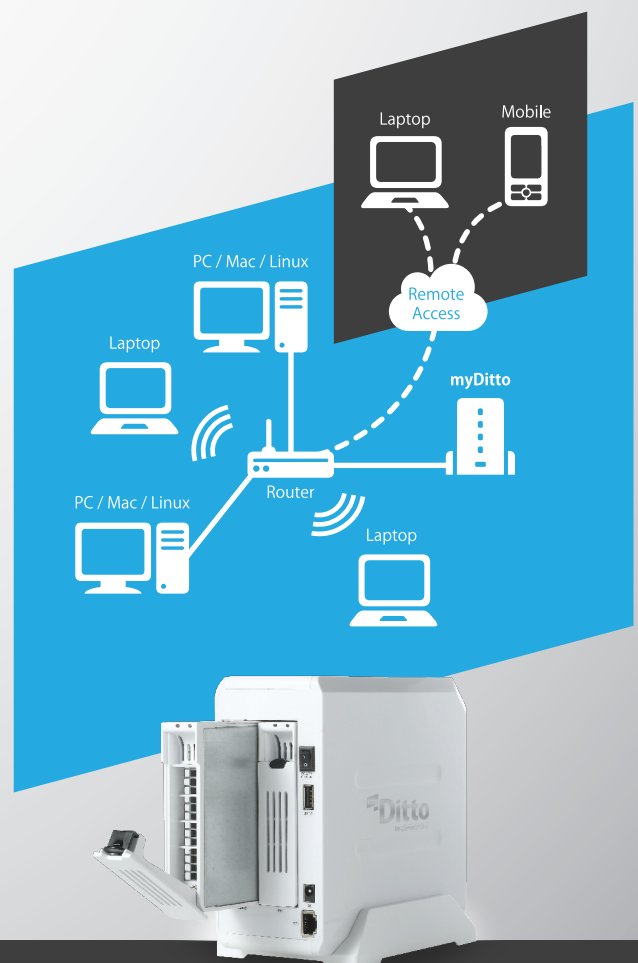 Laptop
Mobile
Remote
Access
PC / Mac / Linux
Laptop
myDitto
Router
PC / Mac / Linux
Laptop
Ditto